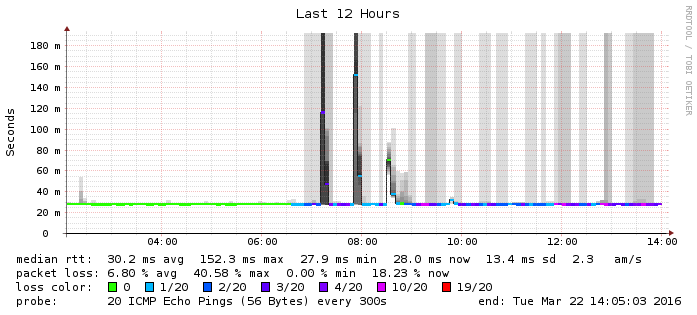 Last 12 Hours
RRDTOOL / TOBI OETIKER
Seconds
180 m
160 m
140 m
120 m
100 m
80 m
60 m
40 m
20 m
0
04:00 06:00 08:00 10:00 12:00 14:00
median rtt: 30.2 ms avg 152.3 ms max 27.9 ms min 28.0 ms now 13.4 ms sd 2.3 am/s
packet loss: 6.80 % avg 40.58 % max 0.00 % min 18.23 % now
loss color: 0 1/20 2/20 3/20 4/20 10/20 19/20
probe: 20 ICMP Echo Pings (56 Bytes) every 300s end: Tue Mar 22 14:05:03 2016